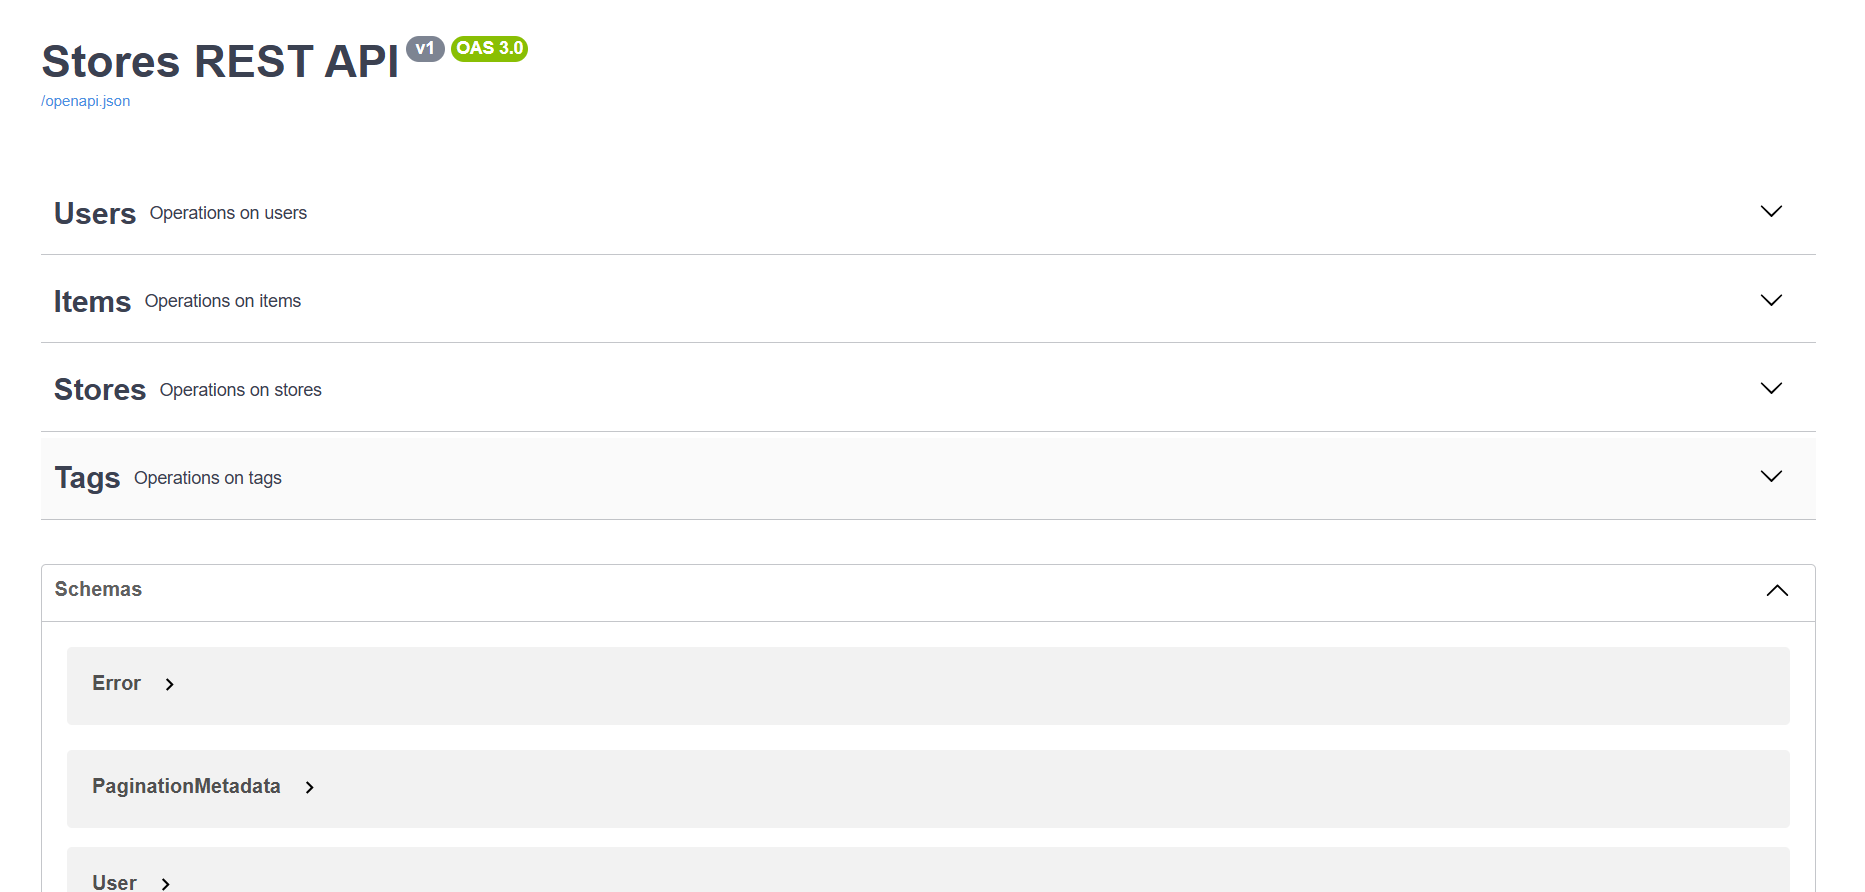 Stores REST API v1 OAS 3.0
/openapi.json
Users Operations on users
Items Operations on items
Stores Operations on stores
Tags Operations on tags
Schemas
Error
PaginationMetadata
User